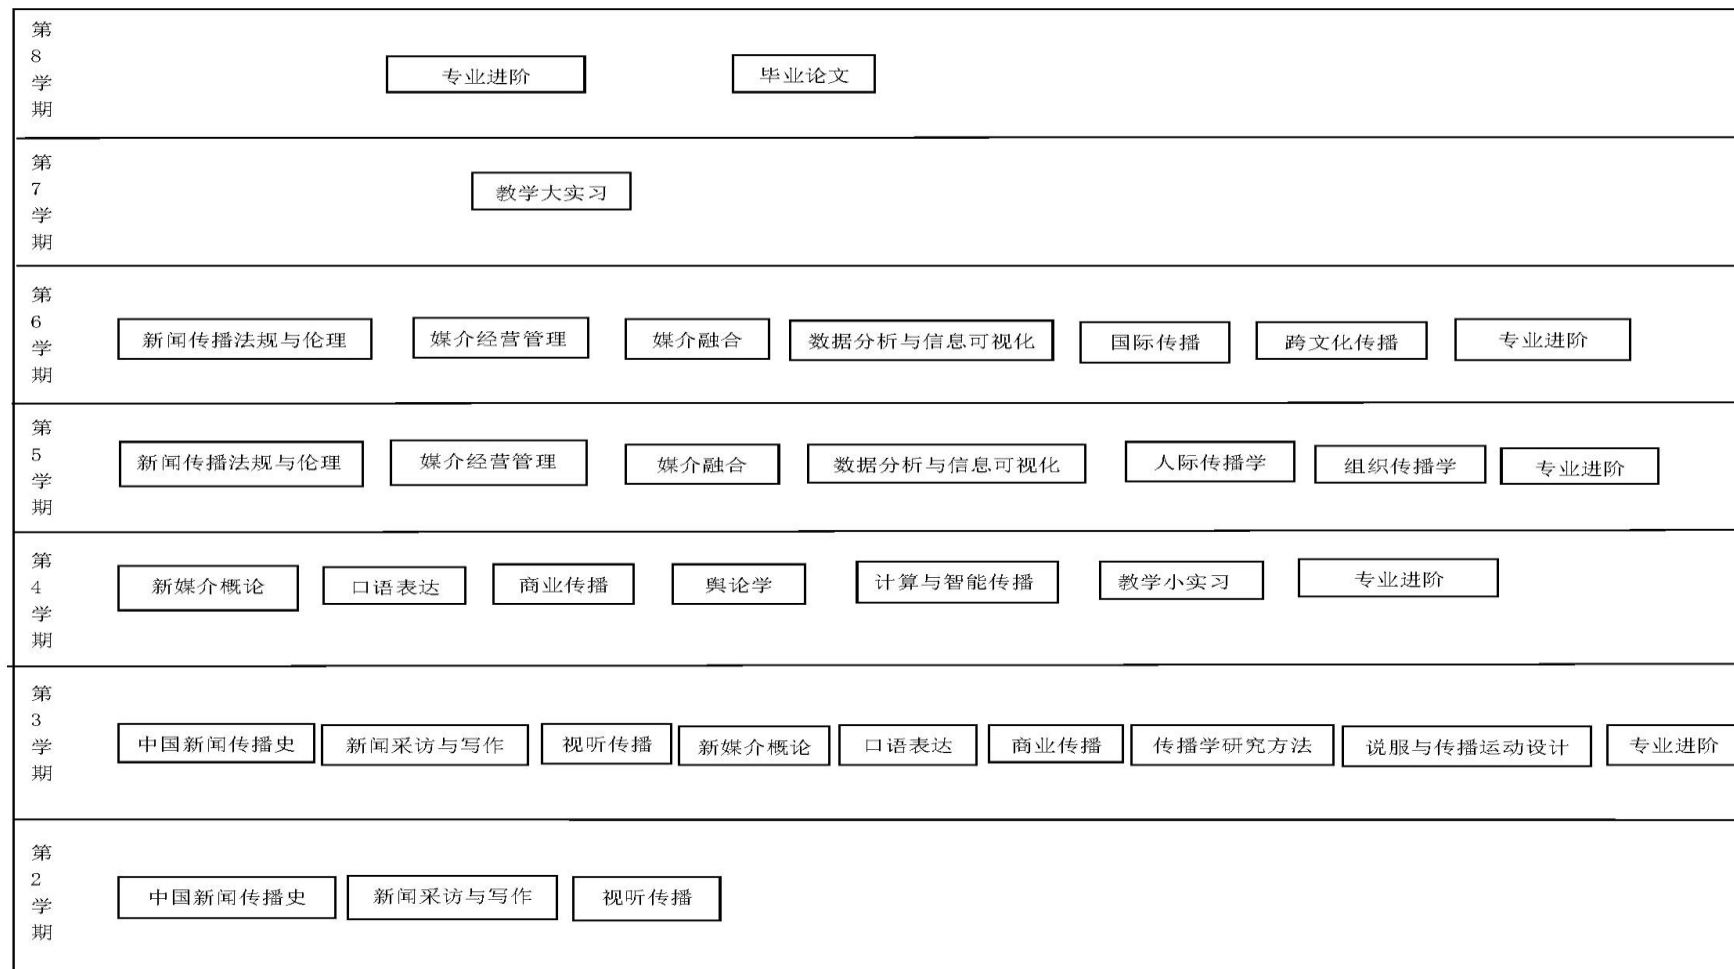 第
8
学
期
专业进阶
毕业论文
第
7
学
期
教学大实习
第
6
学
期
新闻传播法规与伦理
媒介经营管理
媒介融合
数据分析与信息可视化
国际传播
跨文化传播
专业进阶
第
5
学
期
新闻传播法规与伦理
媒介经营管理
媒介融合
数据分析与信息可视化
人际传播学
组织传播学
专业进阶
第
4
学
期
新媒介概论
口语表达
商业传播
舆论学
计算与智能传播
教学小实习
专业进阶
第
3
学
期
中国新闻传播史
新闻采访与写作
视听传播
新媒介概论
口语表达
商业传播
传播学研究方法
说服与传播运动设计
专业进阶
第
2
学
期
中国新闻传播史
新闻采访与写作
视听传播